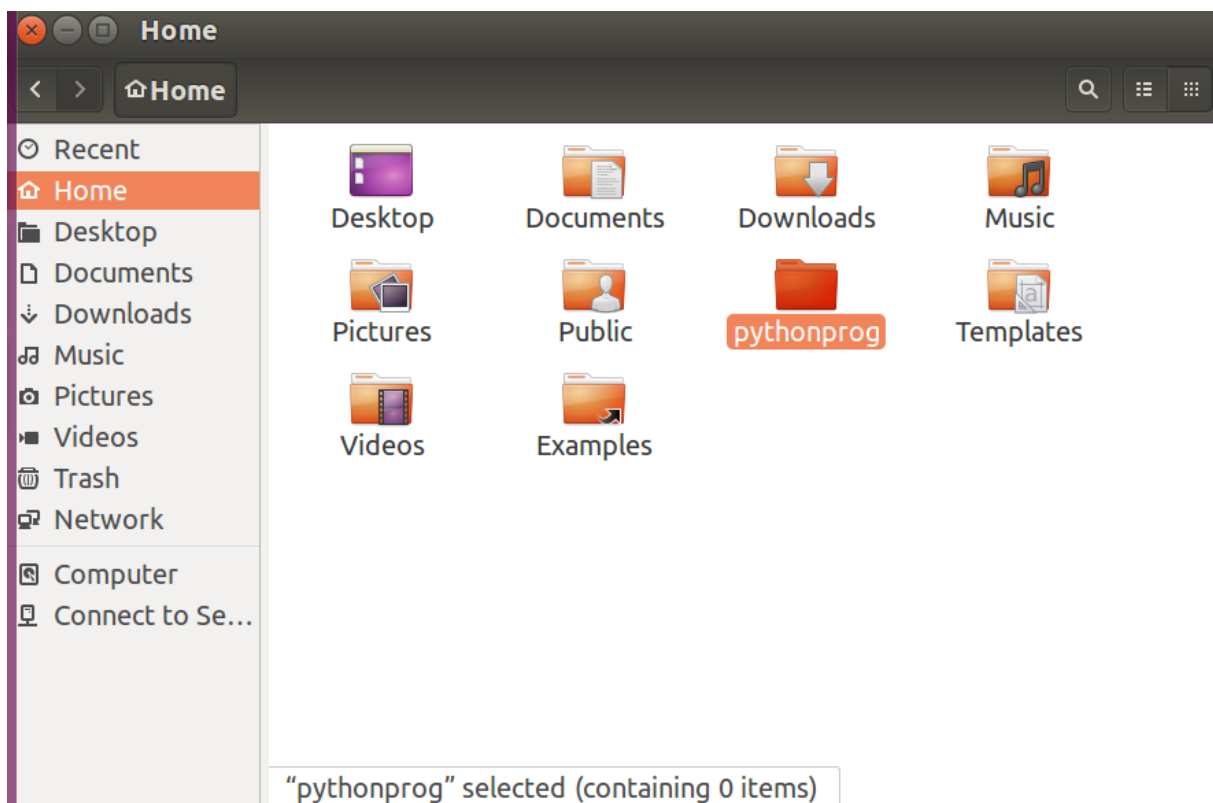 Home
Home
Recent
Home
Desktop
Documents
Downloads
Music
Pictures
Videos
Trash
Network
Computer
Connect to Se...
Desktop Documents Downloads Music
Pictures Public pythonprog Templates
Videos Examples
“pythonprog” selected (containing 0 items)